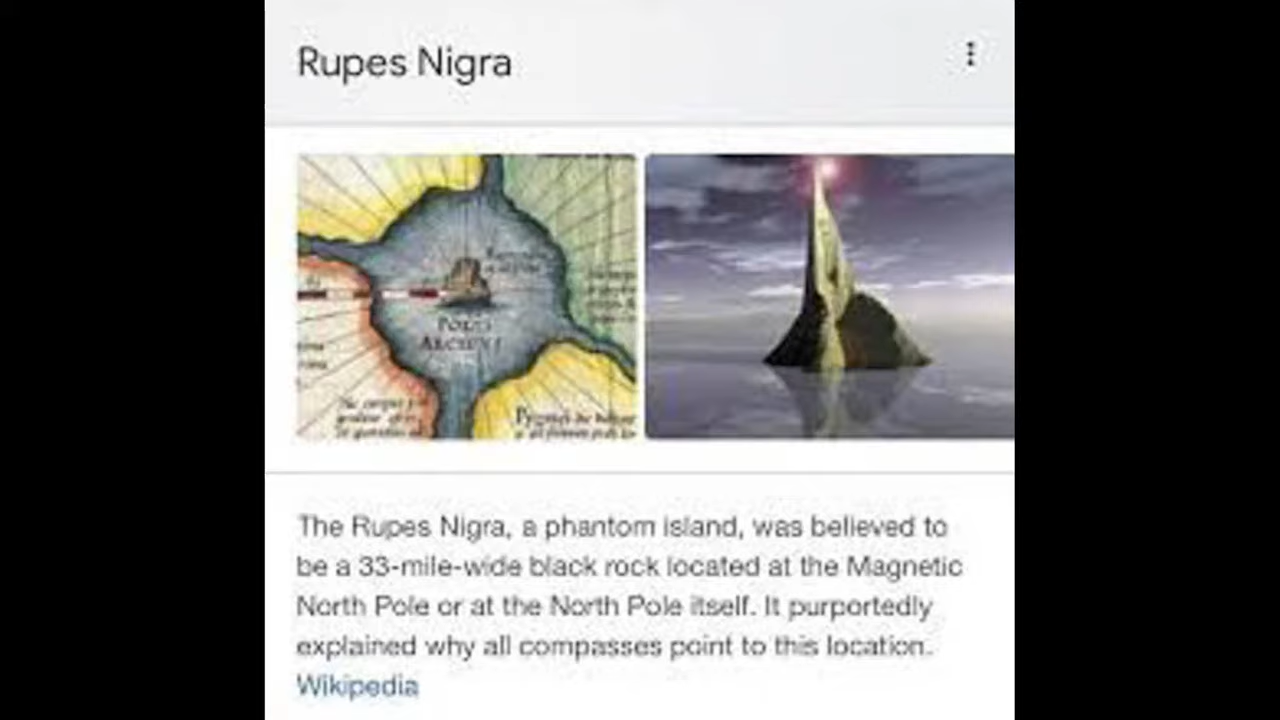 Rupes Nigra
POLUS
ARCTICUS
The Rupes Nigra, a phantom island, was believed to
be a 33-mile-wide black rock located at the Magnetic
North Pole or at the North Pole itself. It purportedly
explained why all compasses point to this location.
Wikipedia